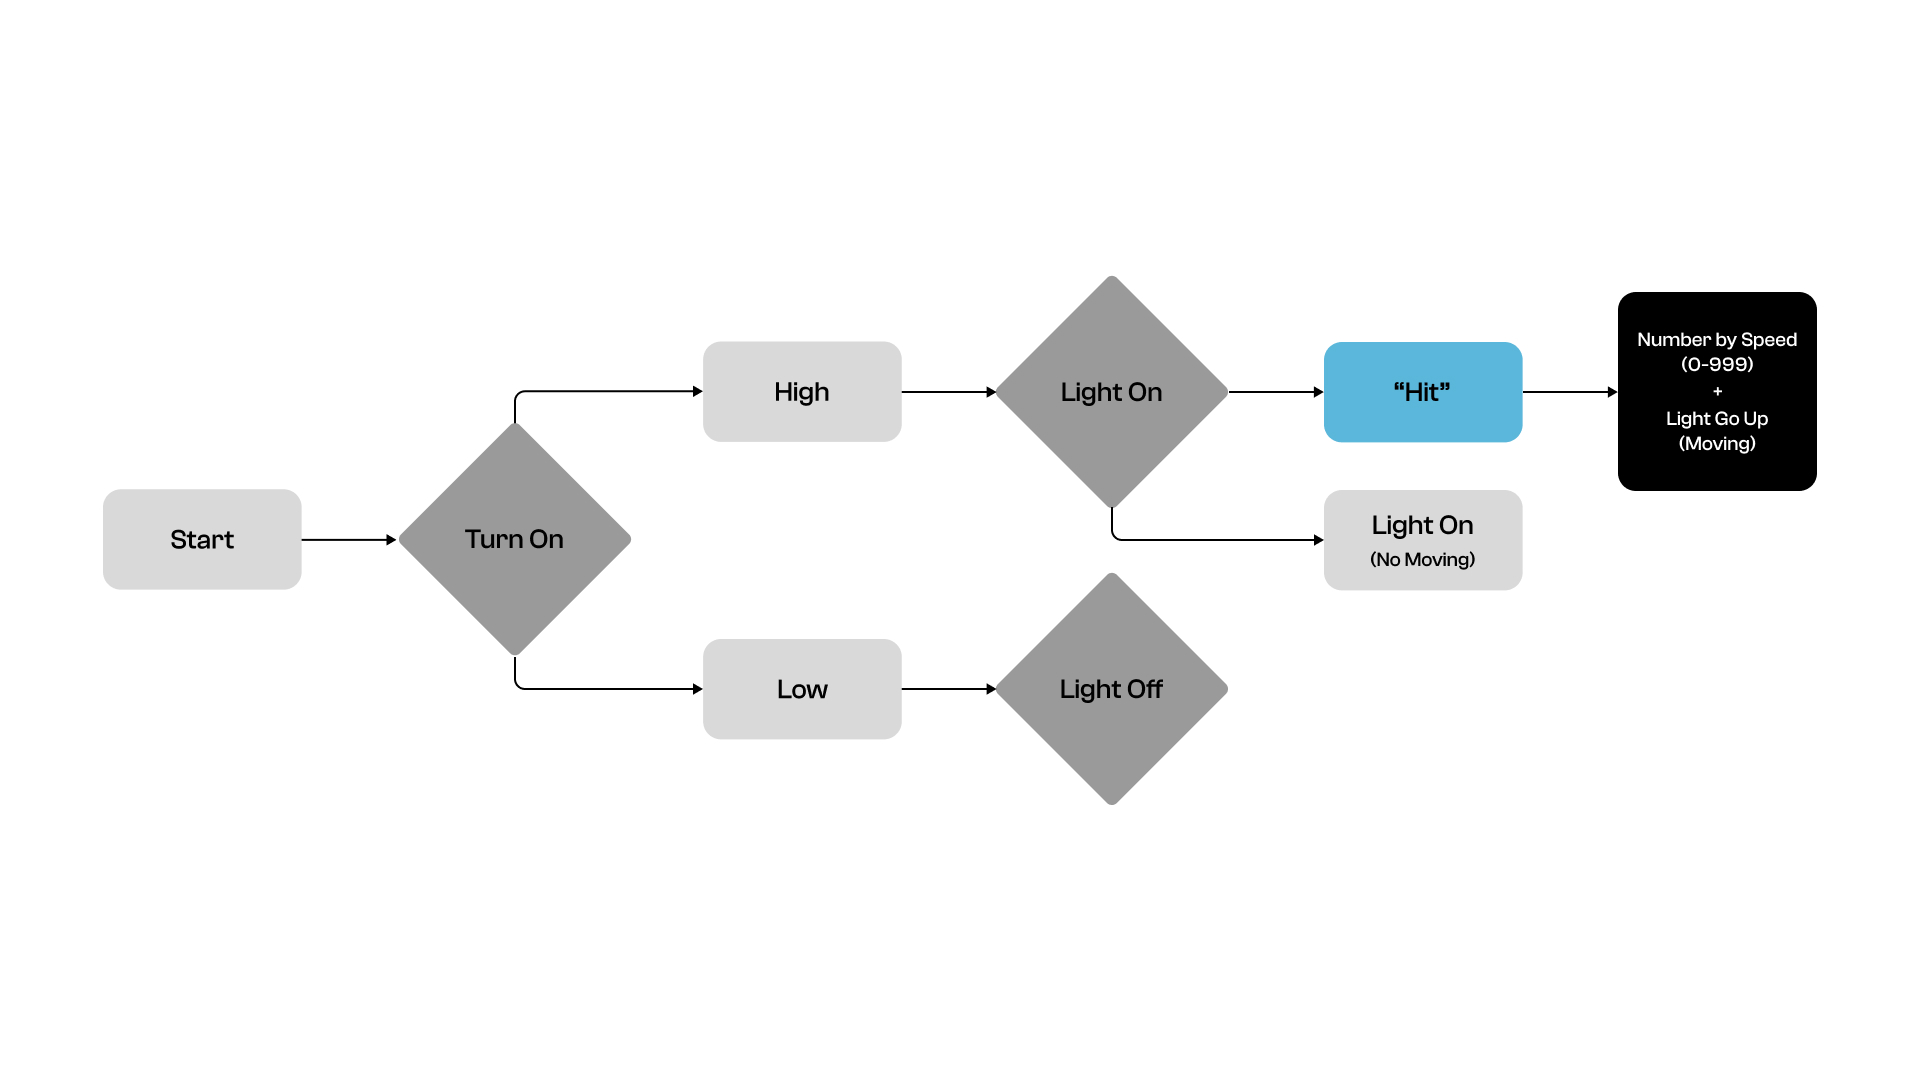 Start
Turn On
High
Light On
“Hit”
Number by Speed
(0-999)
+
Light Go Up
(Moving)
Light On
(No Moving)
Low
Light Off